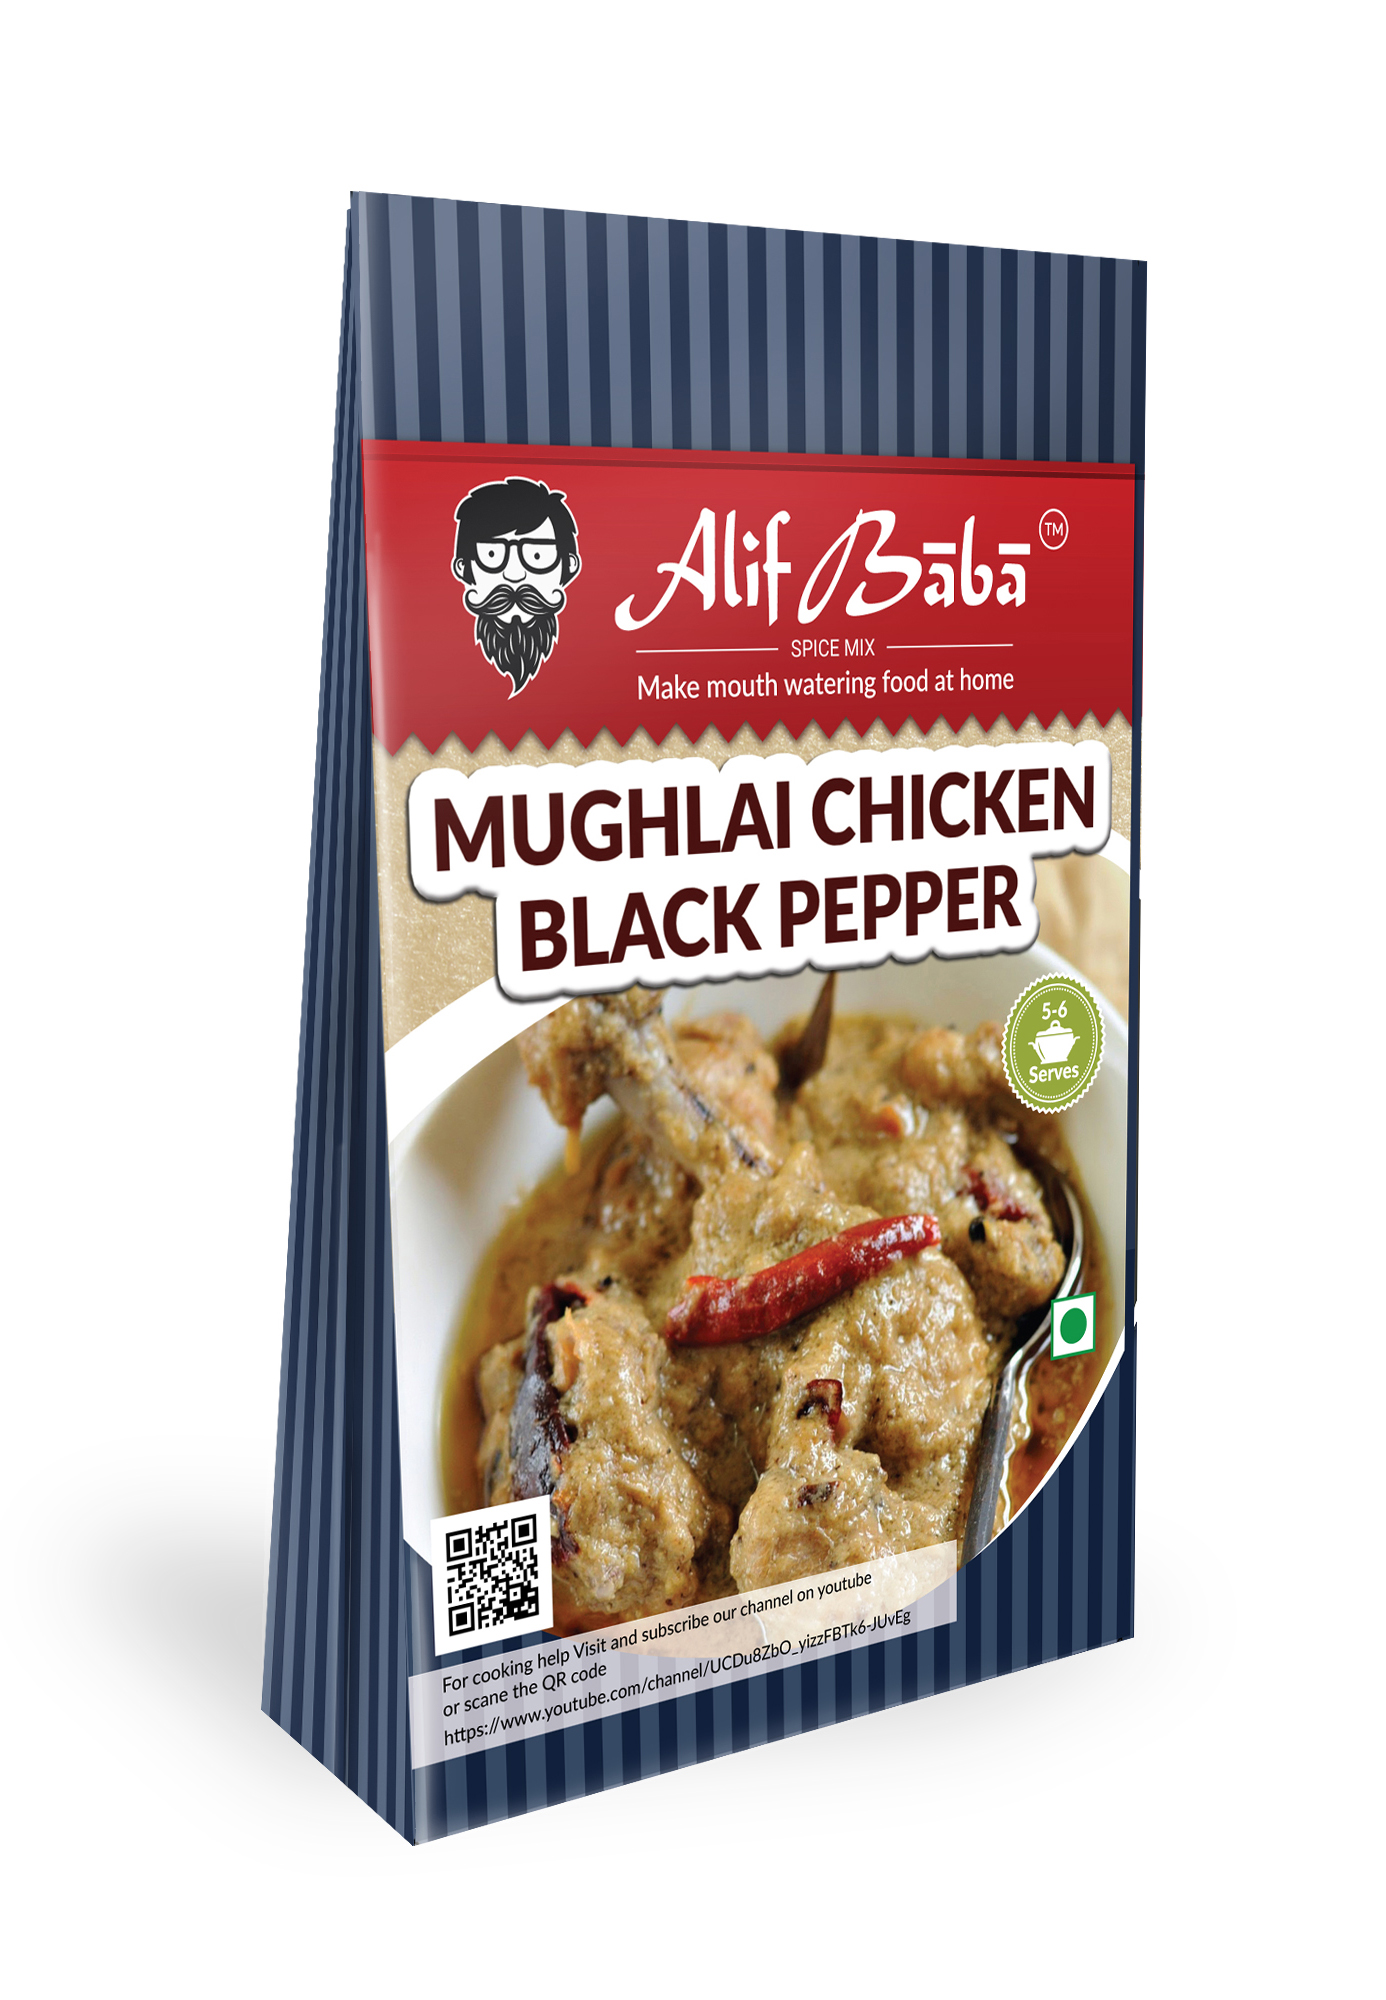 Alif Bābā TM
SPICE MIX
Make mouth watering food at home
MUGHLAI CHICKEN
BLACK PEPPER
5-6
Serves
For cooking help Visit and subscribe our channel on youtube
or scane the QR code
https://www.youtube.com/channel/UCDu8ZbO_yizzFBTk6-JUvEg